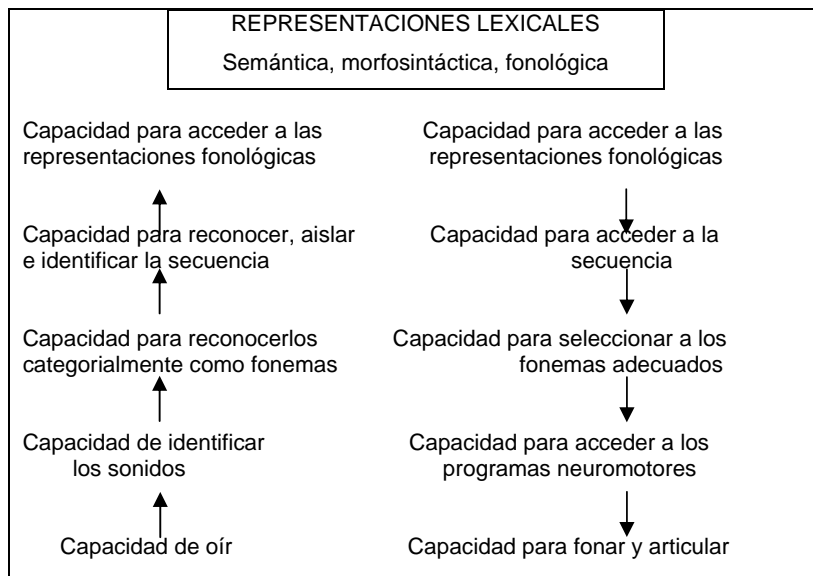 REPRESENTACIONES LEXICALES
Semántica, morfosintáctica, fonológica
Capacidad para acceder a las
representaciones fonológicas
Capacidad para reconocer, aislar
e identificar la secuencia
Capacidad para reconocerlos
categorialmente como fonemas
Capacidad de identificar
los sonidos
Capacidad de oír
Capacidad para acceder a las
representaciones fonológicas
Capacidad para acceder a la
secuencia
Capacidad para seleccionar a los
fonemas adecuados
Capacidad para acceder a los
programas neuromotores
Capacidad para fonar y articular